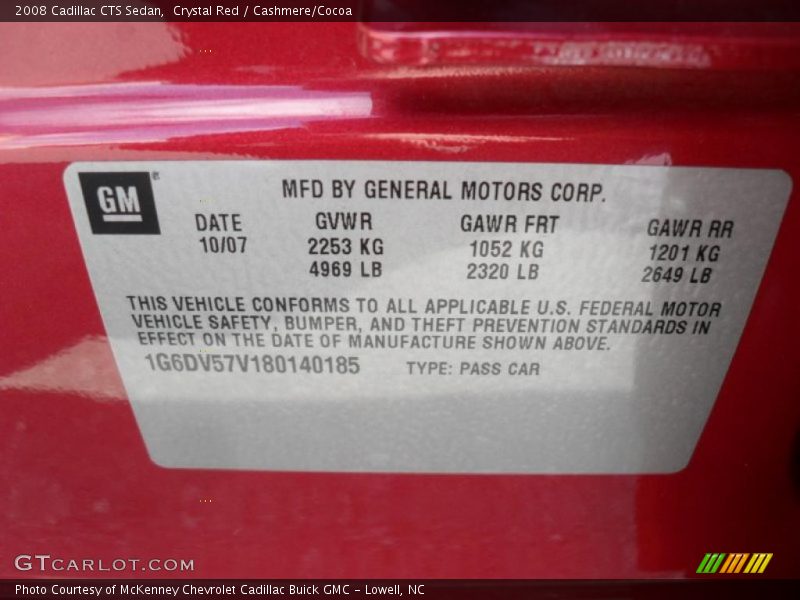 2008 Cadillac CTS Sedan, Crystal Red / Cashmere/Cocoa
GM®
MFD BY GENERAL MOTORS CORP.
DATE GVWR GAWR FRT GAWR RR
10/07 2253 KG 1052 KG 1201 KG
4969 LB 2320 LB 2649 LB
THIS VEHICLE CONFORMS TO ALL APPLICABLE U.S. FEDERAL MOTOR
VEHICLE SAFETY, BUMPER, AND THEFT PREVENTION STANDARDS IN
EFFECT ON THE DATE OF MANUFACTURE SHOWN ABOVE.
1G6DV57V180140185 TYPE: PASS CAR
GTCARLOT.COM
Photo Courtesy of McKenney Chevrolet Cadillac Buick GMC - Lowell, NC